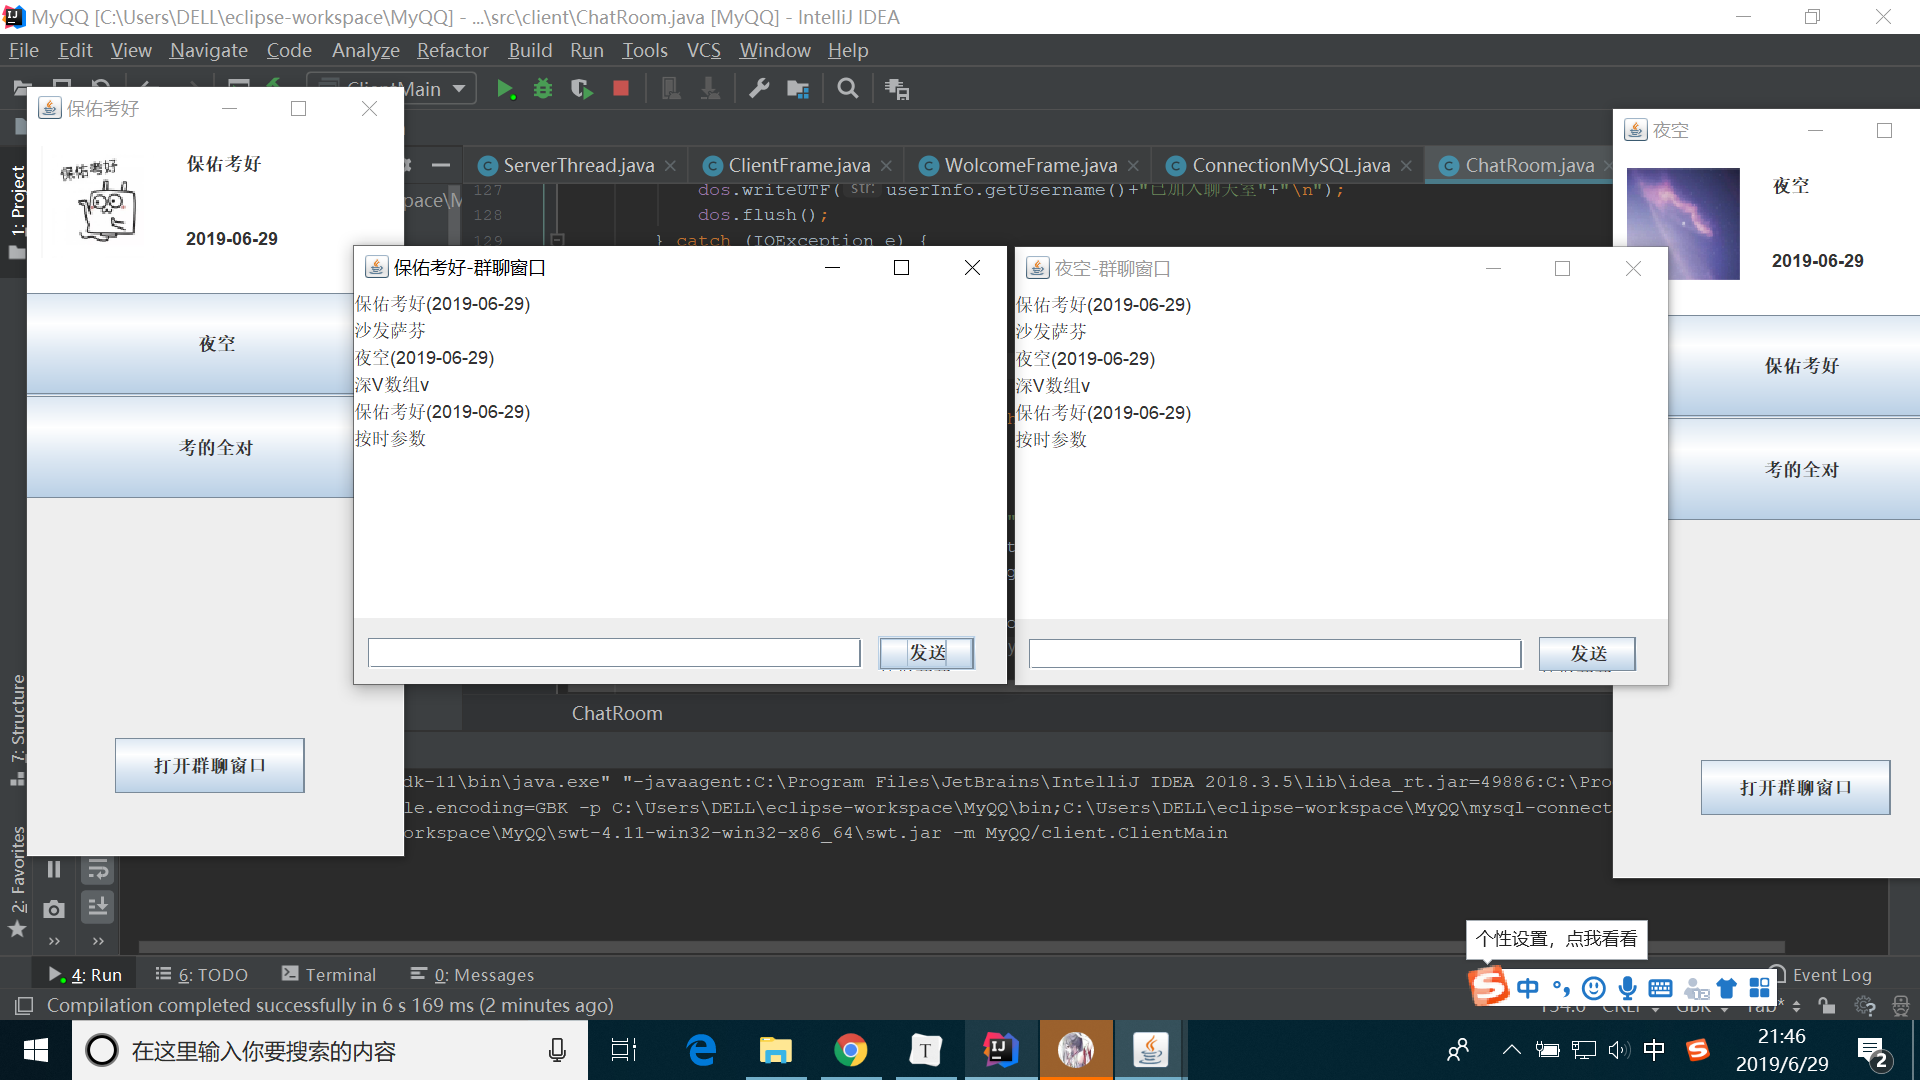 MyQQ [C:\Users\DELL\eclipse-workspace\MyQQ] - ...\src\client\ChatRoom.java [MyQQ] - IntelliJ IDEA
File Edit View Navigate Code Analyze Refactor Build Run Tools VCS Window Help
ClientMain
ServerThread.java ClientFrame.java WolcomeFrame.java ConnectionMySQL.java ChatRoom.java
127 dos.writeUTF( str: userInfo.getUsername()+"已加入聊天室"+"\n");
128 dos.flush();
129 } catch (IOException e) {
1: Project
7: Structure
2: Favorites
保佑考好
保佑考好
保佑考好
2019-06-29
夜空
考的全对
打开群聊窗口
保佑考好-群聊窗口
保佑考好(2019-06-29)
沙发萨芬
夜空(2019-06-29)
深V数组v
保佑考好(2019-06-29)
按时参数
发送
夜空-群聊窗口
保佑考好(2019-06-29)
沙发萨芬
夜空(2019-06-29)
深V数组v
保佑考好(2019-06-29)
按时参数
发送
夜空
夜空
2019-06-29
保佑考好
考的全对
打开群聊窗口
ChatRoom
dk-11\bin\java.exe" "-javaagent:C:\Program Files\JetBrains\IntelliJ IDEA 2018.3.5\lib\idea_rt.jar=49886:C:\Pro
le.encoding=GBK -p C:\Users\DELL\eclipse-workspace\MyQQ\bin;C:\Users\DELL\eclipse-workspace\MyQQ\mysql-connect
orkspace\MyQQ\swt-4.11-win32-win32-x86_64\swt.jar -m MyQQ/client.ClientMain
个性设置，点我看看
中
4: Run 6: TODO Terminal 0: Messages Event Log
Compilation completed successfully in 6 s 169 ms (2 minutes ago)
在这里输入你要搜索的内容
中
21:46
2019/6/29
2